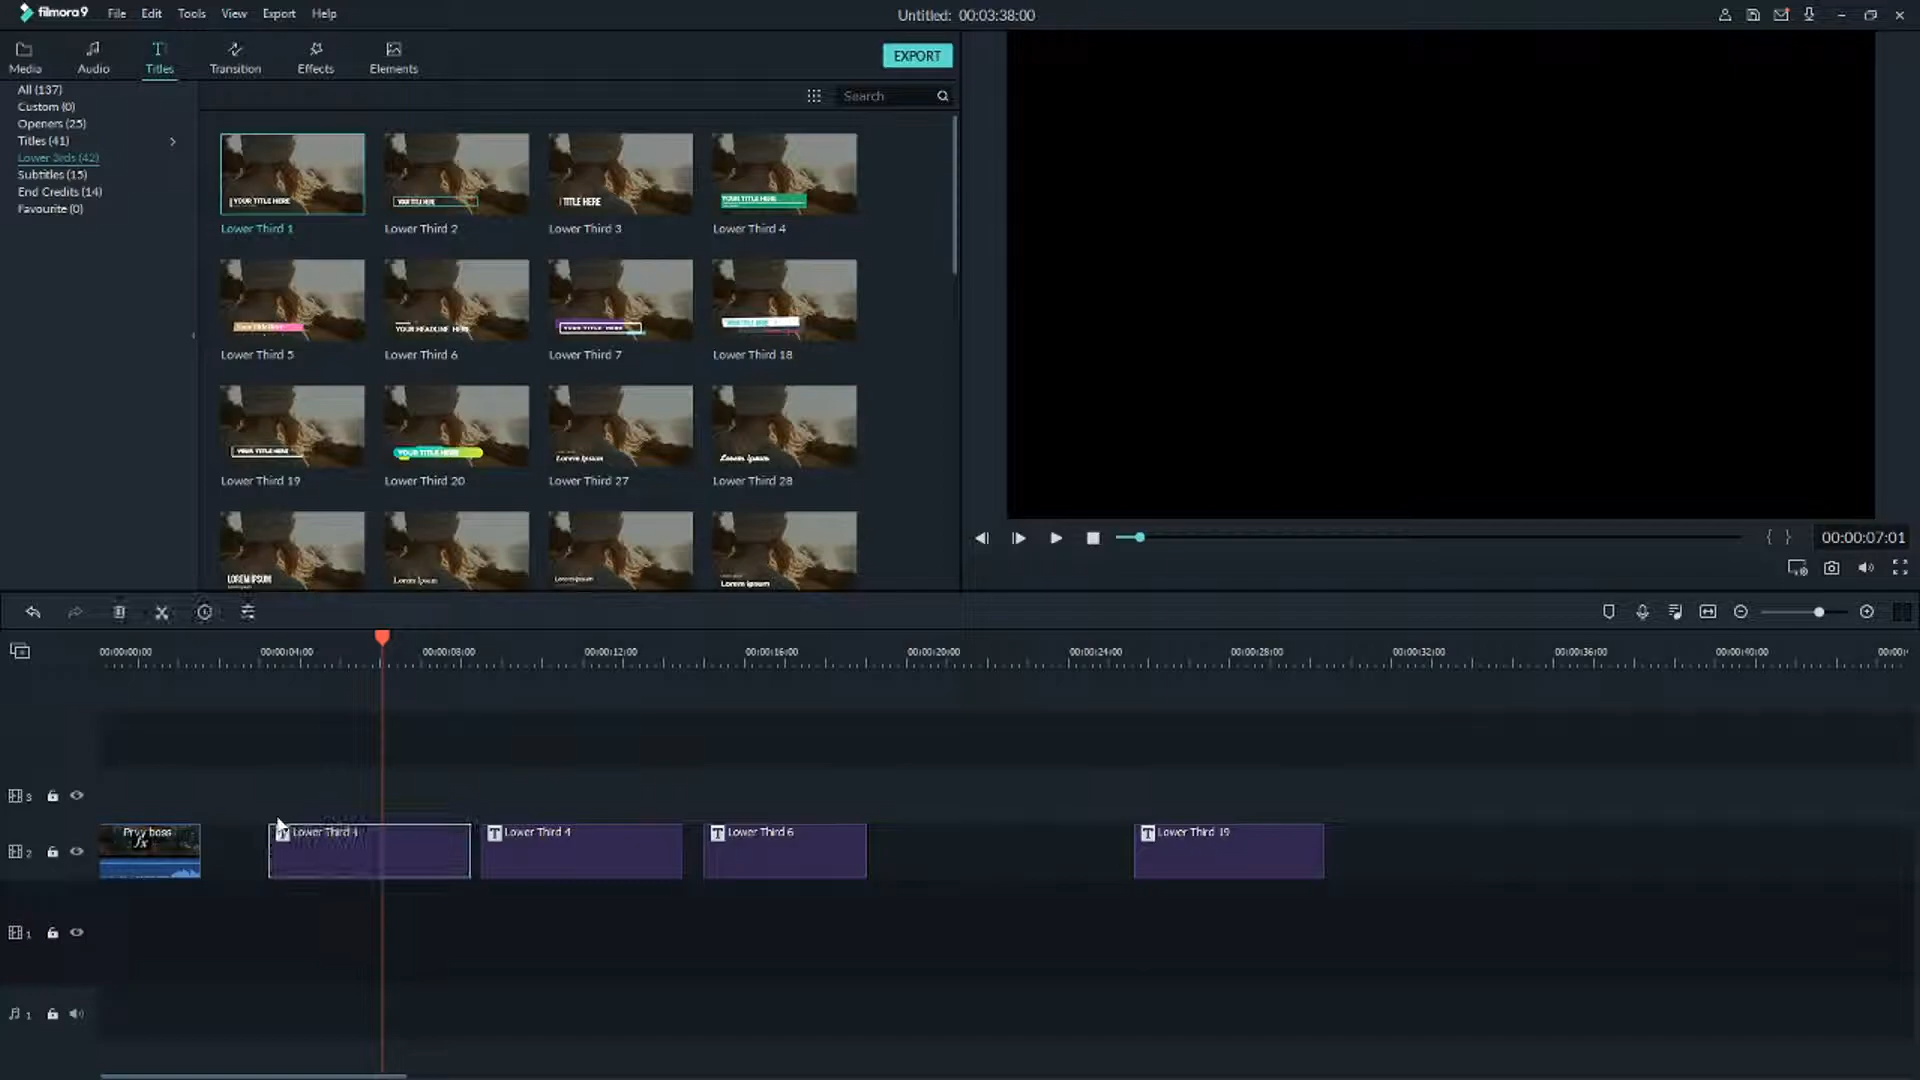 filmora9 File Edit Tools View Export Help Untitled: 00:03:38:00
Media Audio Titles Transition Effects Elements EXPORT
All (137)
Custom (0)
Openers (25)
Titles (41)
Lower 3rds (42)
Subtitles (15)
End Credits (14)
Favourite (0)
Search
YOUR TITLE HERE YOUR TITLE HERE TITLE HERE YOUR TITLE HERE
Lower Third 1 Lower Third 2 Lower Third 3 Lower Third 4
Your Title Here YOUR HEADLINE HERE YOUR TITLE HERE YOUR TITLE HERE
Lower Third 5 Lower Third 6 Lower Third 7 Lower Third 18
YOUR TITLE HERE YOUR TITLE HERE Lorem Ipsum Lorem Ipsum
Lower Third 19 Lower Third 20 Lower Third 27 Lower Third 28
LOREM IPSUM Lorem Ipsum Lorem Ipsum Lorem Ipsum
{ } 00:00:07:01
00:00:00:00 00:00:04:00 00:00:08:00 00:00:12:00 00:00:16:00 00:00:20:00 00:00:24:00 00:00:28:00 00:00:32:00 00:00:36:00 00:00:40:00
3
2 Prvy boss fx T Lower Third 1 T Lower Third 4 T Lower Third 6 T Lower Third 19
1
1